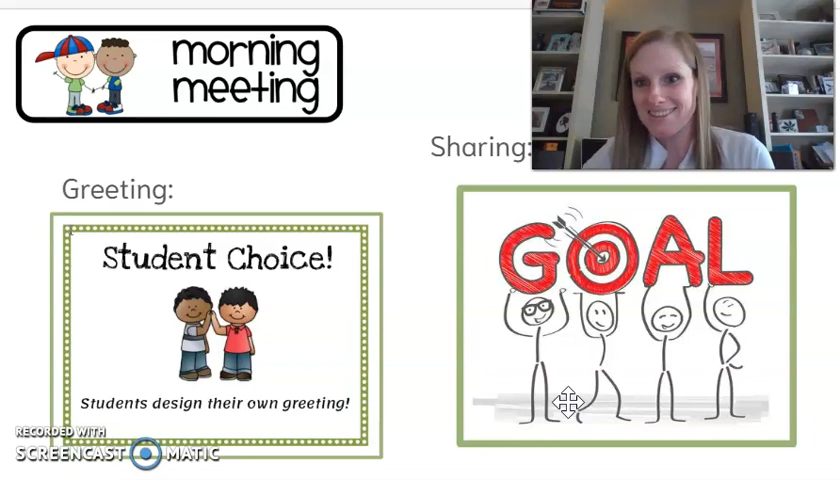 morning
meeting
Sharing:
Greeting:
Student Choice!
Students design their own greeting!
GOAL
RECORDED WITH
SCREENCAST MATIC